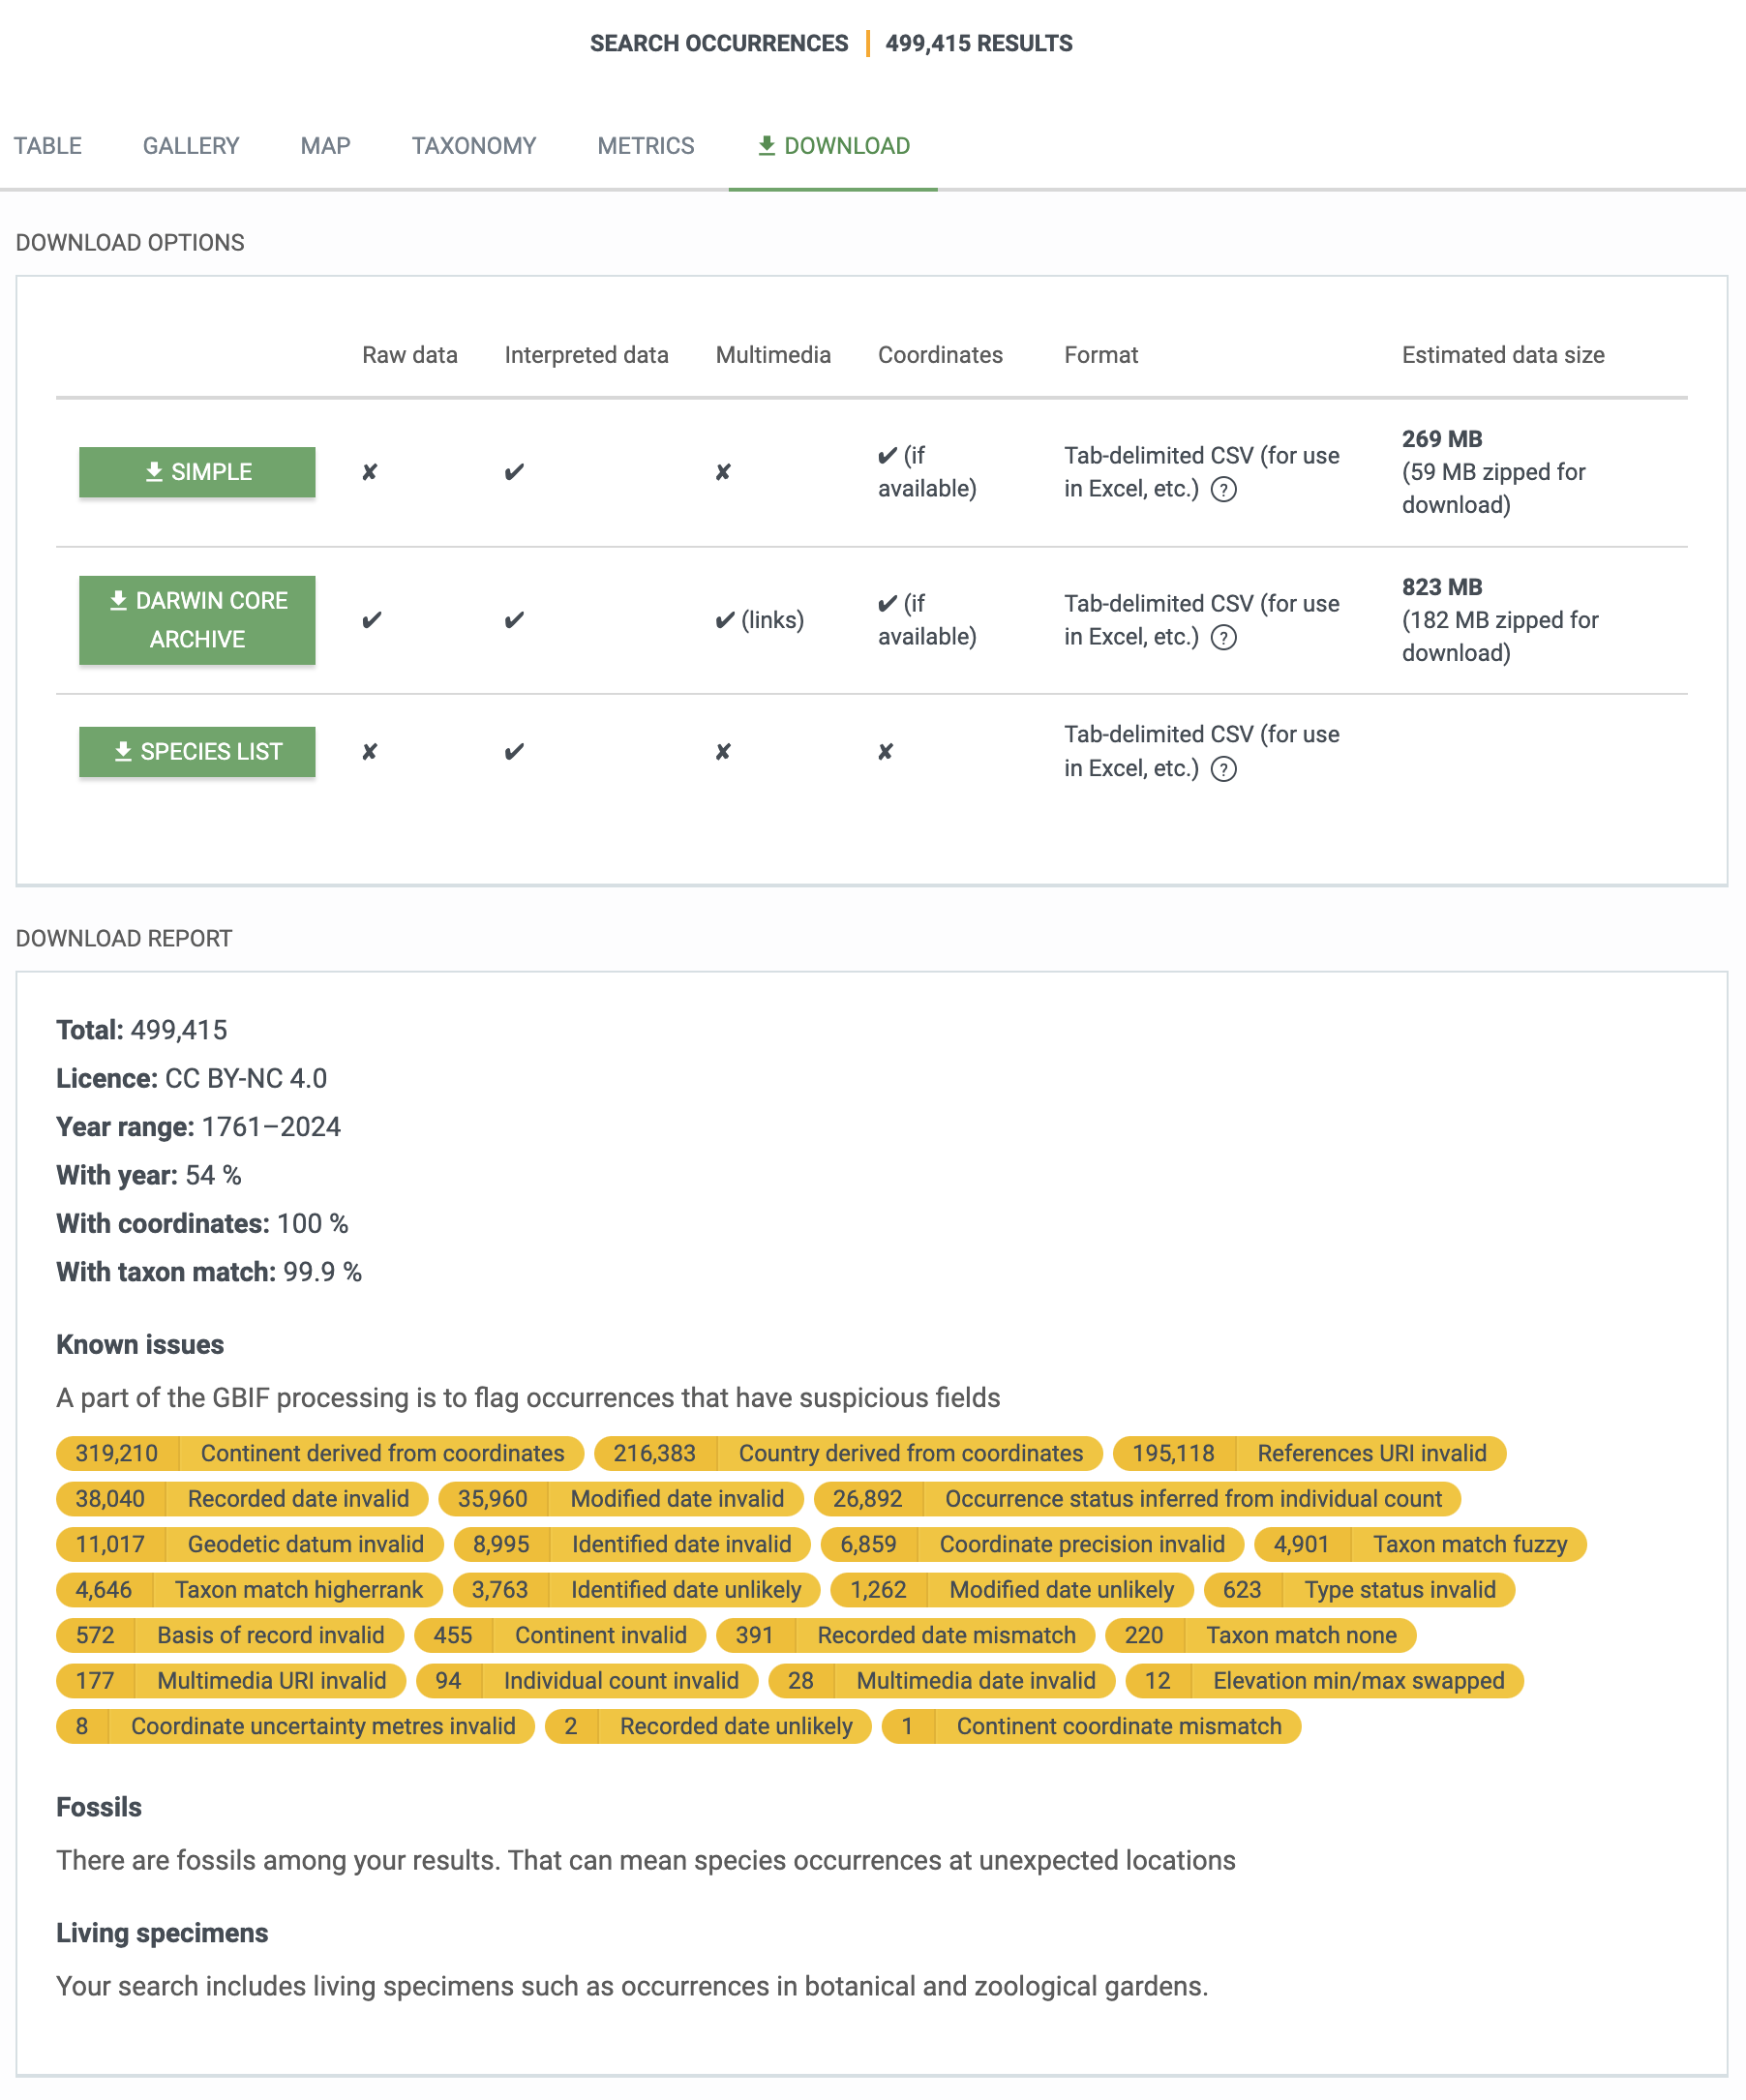 SEARCH OCCURRENCES | 499,415 RESULTS
TABLE GALLERY MAP TAXONOMY METRICS DOWNLOAD
DOWNLOAD OPTIONS
Raw data Interpreted data Multimedia Coordinates Format Estimated data size
SIMPLE ✘ ✔ ✘ ✔ (if available) Tab-delimited CSV (for use in Excel, etc.) ? 269 MB (59 MB zipped for download)
DARWIN CORE ARCHIVE ✔ ✔ ✔ (links) ✔ (if available) Tab-delimited CSV (for use in Excel, etc.) ? 823 MB (182 MB zipped for download)
SPECIES LIST ✘ ✔ ✘ ✘ Tab-delimited CSV (for use in Excel, etc.) ?
DOWNLOAD REPORT
Total: 499,415
Licence: CC BY-NC 4.0
Year range: 1761–2024
With year: 54 %
With coordinates: 100 %
With taxon match: 99.9 %
Known issues
A part of the GBIF processing is to flag occurrences that have suspicious fields
319,210 Continent derived from coordinates 216,383 Country derived from coordinates 195,118 References URI invalid
38,040 Recorded date invalid 35,960 Modified date invalid 26,892 Occurrence status inferred from individual count
11,017 Geodetic datum invalid 8,995 Identified date invalid 6,859 Coordinate precision invalid 4,901 Taxon match fuzzy
4,646 Taxon match higherrank 3,763 Identified date unlikely 1,262 Modified date unlikely 623 Type status invalid
572 Basis of record invalid 455 Continent invalid 391 Recorded date mismatch 220 Taxon match none
177 Multimedia URI invalid 94 Individual count invalid 28 Multimedia date invalid 12 Elevation min/max swapped
8 Coordinate uncertainty metres invalid 2 Recorded date unlikely 1 Continent coordinate mismatch
Fossils
There are fossils among your results. That can mean species occurrences at unexpected locations
Living specimens
Your search includes living specimens such as occurrences in botanical and zoological gardens.